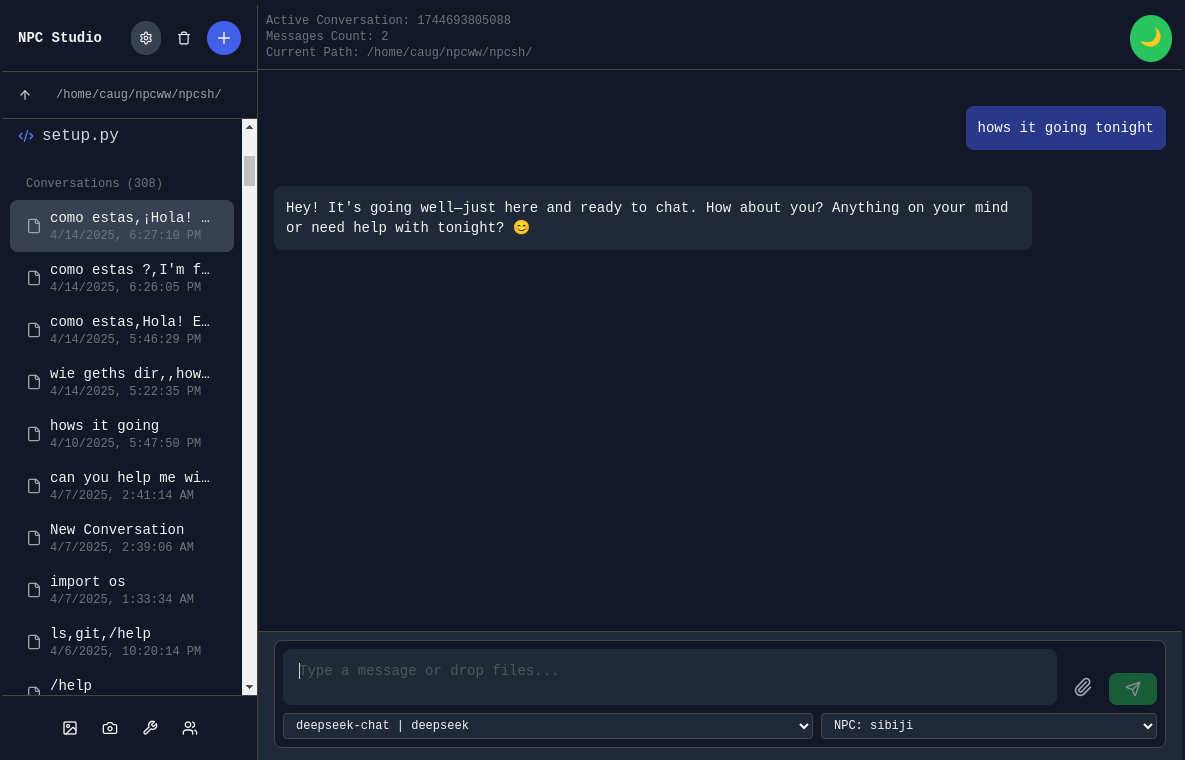 NPC Studio
/home/caug/npcww/npcsh/
setup.py
Conversations (308)
como estas,¡Hola! …
4/14/2025, 6:27:10 PM
como estas ?,I'm f…
4/14/2025, 6:26:05 PM
como estas,Hola! E…
4/14/2025, 5:46:29 PM
wie geths dir,,how…
4/14/2025, 5:22:35 PM
hows it going
4/10/2025, 5:47:50 PM
can you help me wi…
4/7/2025, 2:41:14 AM
New Conversation
4/7/2025, 2:39:06 AM
import os
4/7/2025, 1:33:34 AM
ls,git,/help
4/6/2025, 10:20:14 PM
/help
Active Conversation: 1744693805088
Messages Count: 2
Current Path: /home/caug/npcww/npcsh/
hows it going tonight
Hey! It's going well—just here and ready to chat. How about you? Anything on your mind
or need help with tonight? 😊
Type a message or drop files...
deepseek-chat | deepseek
NPC: sibiji